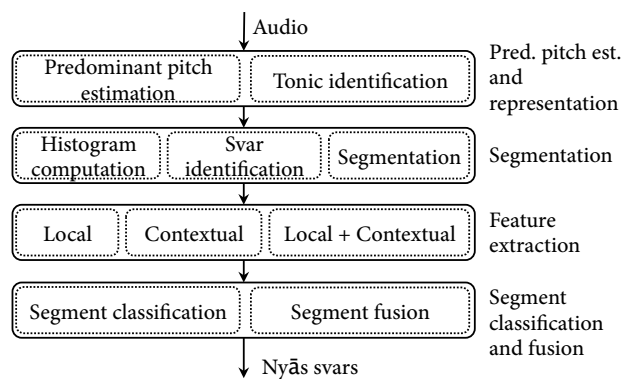 Audio
Predominant pitch
estimation
Tonic identification
Pred. pitch est.
and
representation
Histogram
computation
Svar
identification
Segmentation
Segmentation
Local
Contextual
Local + Contextual
Feature
extraction
Segment classification
Segment fusion
Segment
classification
and fusion
Nyās svars